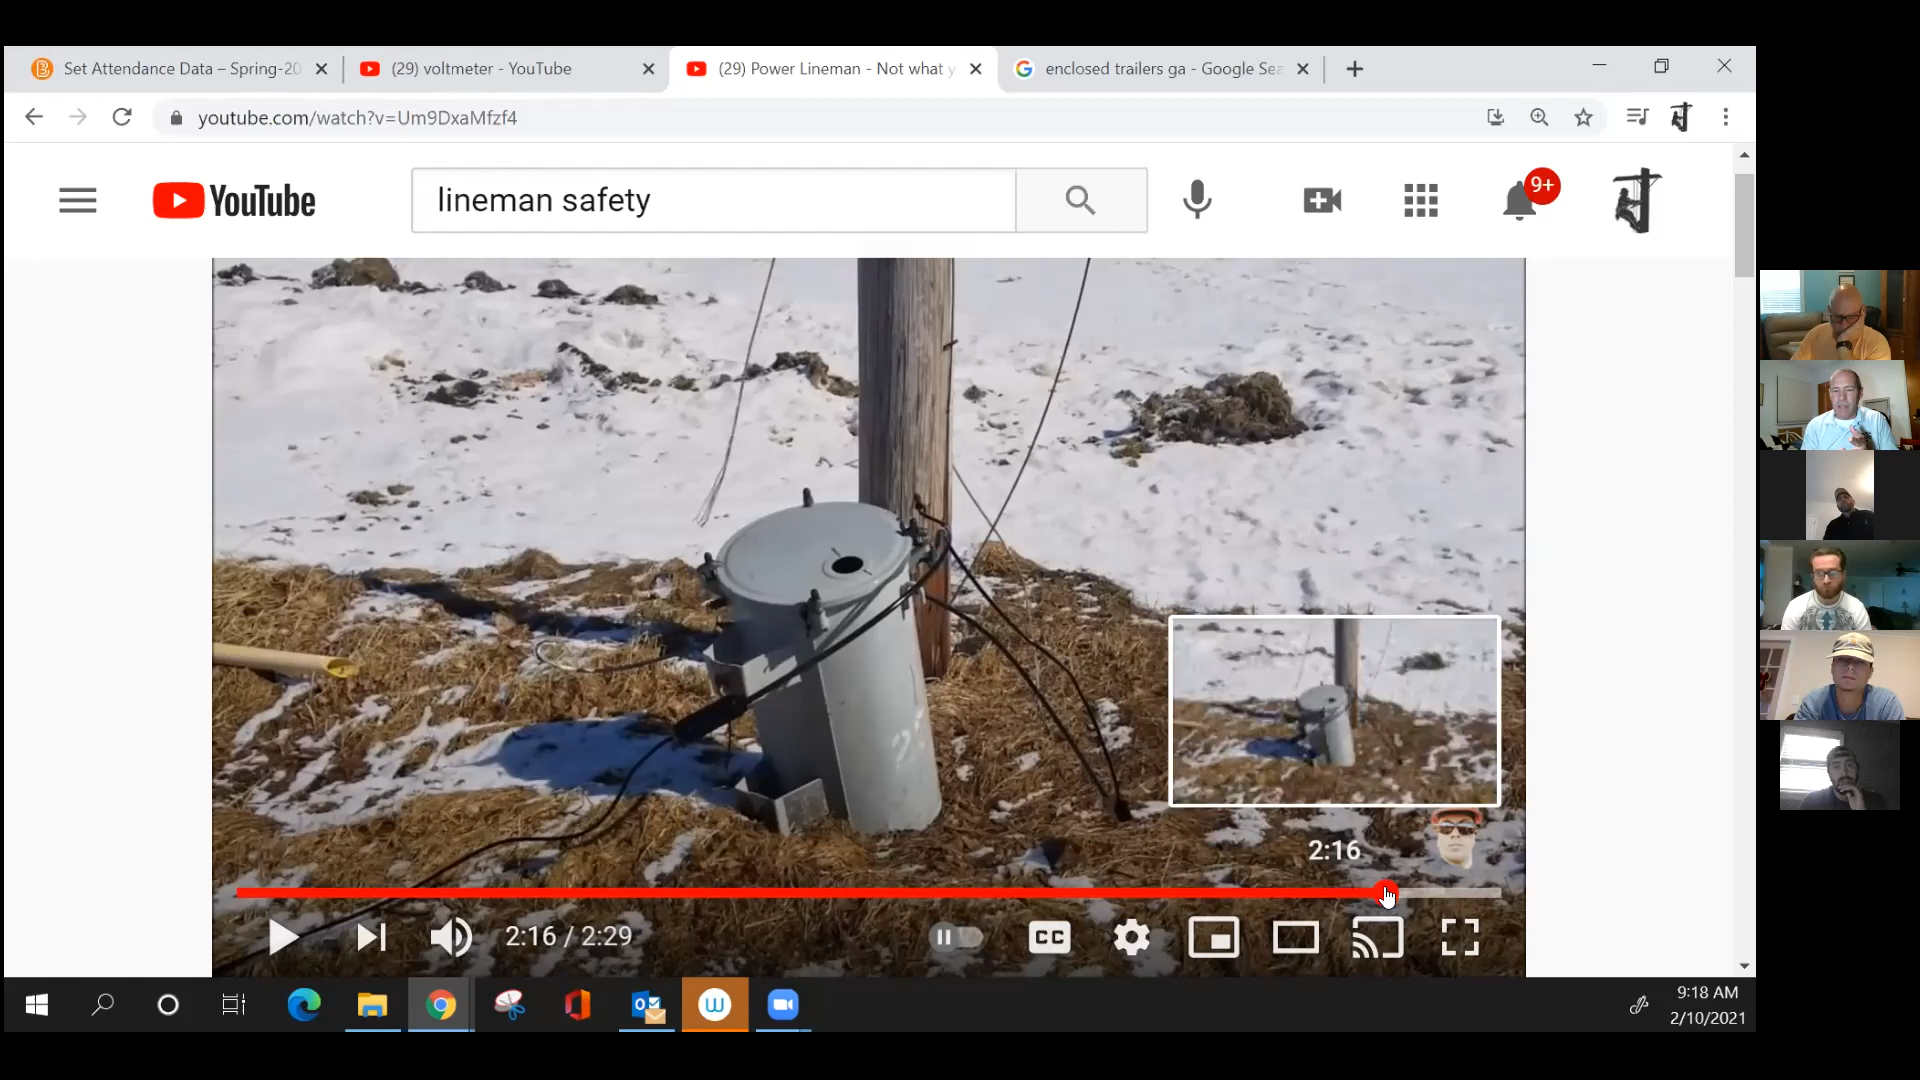 Set Attendance Data – Spring-20
(29) voltmeter - YouTube
(29) Power Lineman - Not what y
enclosed trailers ga - Google Sea
youtube.com/watch?v=Um9DxaMfzf4
YouTube
lineman safety
9+
2:16
2:16 / 2:29
CC
9:18 AM
2/10/2021